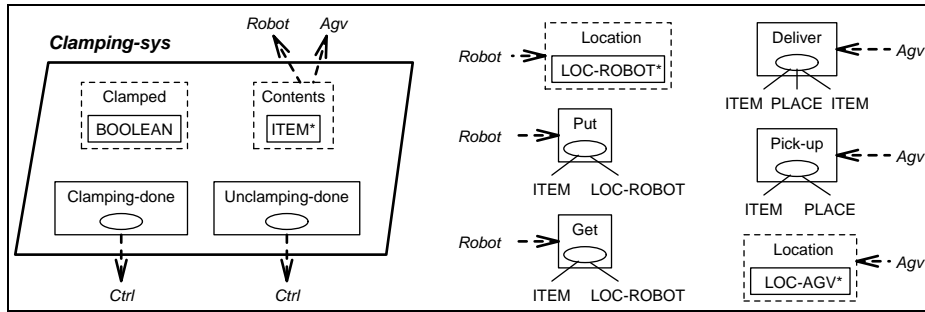 Robot Agv
Clamping-sys
Clamped Contents
BOOLEAN ITEM*
Clamping-done Unclamping-done
Ctrl Ctrl
Robot Location
LOC-ROBOT*
Robot Put
ITEM LOC-ROBOT
Robot Get
ITEM LOC-ROBOT
Deliver Agv
ITEM PLACE ITEM
Pick-up Agv
ITEM PLACE
Location Agv
LOC-AGV*